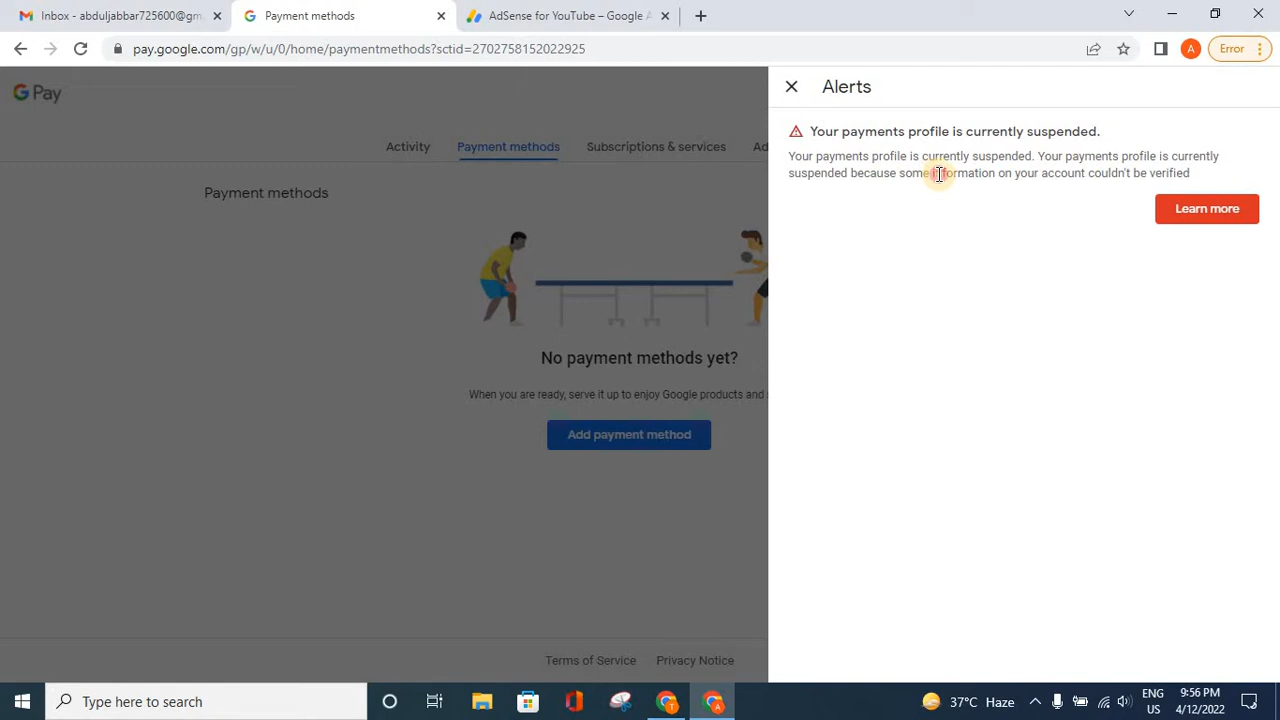 Inbox - abduljabbar725600@gm
Payment methods
AdSense for YouTube – Google A
pay.google.com/gp/w/u/0/home/paymentmethods?sctid=2702758152022925
A
Error
G Pay
Alerts
Your payments profile is currently suspended.
Your payments profile is currently suspended. Your payments profile is currently
suspended because some information on your account couldn't be verified
Learn more
Activity
Payment methods
Subscriptions & services
Ad
Payment methods
No payment methods yet?
When you are ready, serve it up to enjoy Google products and s
Add payment method
Terms of Service
Privacy Notice
Type here to search
T
A
37°C Haze
ENG
US
9:56 PM
4/12/2022